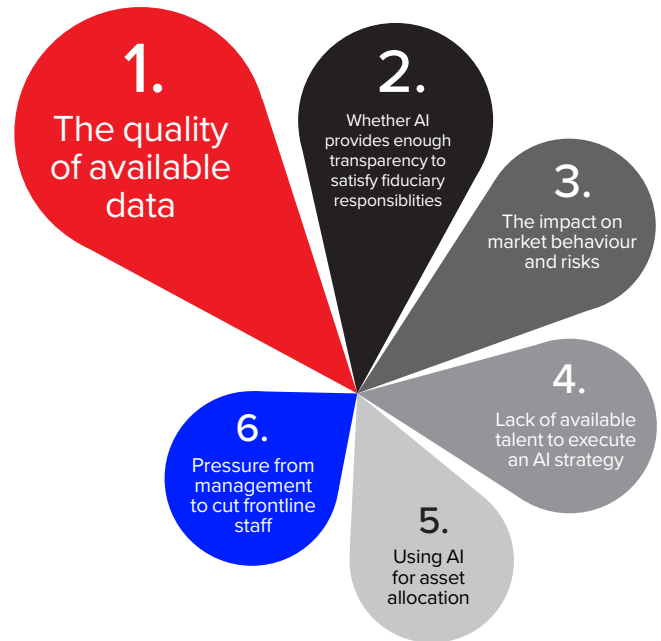 1.
The quality
of available
data
2.
Whether AI
provides enough
transparency to
satisfy fiduciary
responsiblities
3.
The impact on
market behaviour
and risks
4.
Lack of available
talent to execute
an AI strategy
5.
Using AI
for asset
allocation
6.
Pressure from
management
to cut frontline
staff